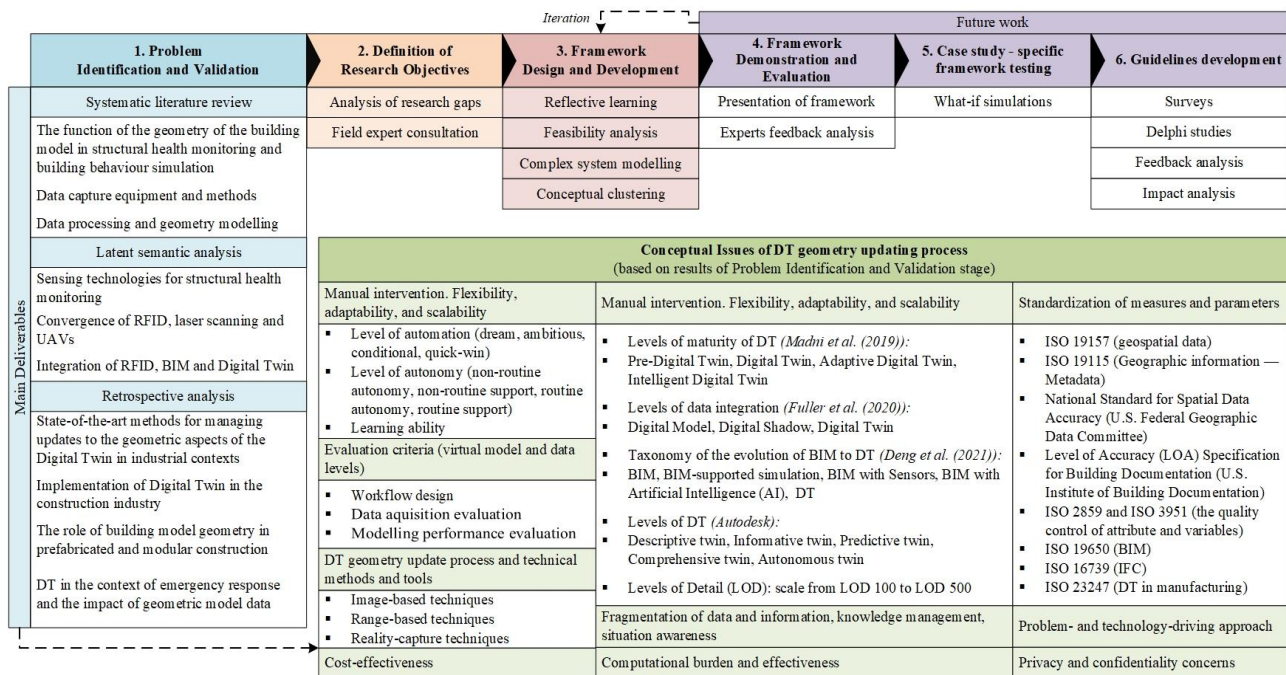 Iteration
Future work
1. Problem
Identification and Validation
2. Definition of
Research Objectives
3. Framework
Design and Development
4. Framework
Demonstration and
Evaluation
5. Case study - specific
framework testing
6. Guidelines development
Main Deliverables
Systematic literature review
The function of the geometry of the building
model in structural health monitoring and
building behaviour simulation
Data capture equipment and methods
Data processing and geometry modelling
Latent semantic analysis
Sensing technologies for structural health
monitoring
Convergence of RFID, laser scanning and
UAVs
Integration of RFID, BIM and Digital Twin
Retrospective analysis
State-of-the-art methods for managing
updates to the geometric aspects of the
Digital Twin in industrial contexts
Implementation of Digital Twin in the
construction industry
The role of building model geometry in
prefabricated and modular construction
DT in the context of emergency response
and the impact of geometric model data
Analysis of research gaps
Field expert consultation
Reflective learning
Feasibility analysis
Complex system modelling
Conceptual clustering
Presentation of framework
Experts feedback analysis
What-if simulations
Surveys
Delphi studies
Feedback analysis
Impact analysis
Conceptual Issues of DT geometry updating process
(based on results of Problem Identification and Validation stage)
Manual intervention. Flexibility,
adaptability, and scalability
▪ Level of automation (dream, ambitious,
conditional, quick-win)
▪ Level of autonomy (non-routine
autonomy, non-routine support, routine
autonomy, routine support)
▪ Learning ability
Evaluation criteria (virtual model and data
levels)
▪ Workflow design
▪ Data aquisition evaluation
▪ Modelling performance evaluation
DT geometry update process and technical
methods and tools
▪ Image-based techniques
▪ Range-based techniques
▪ Reality-capture techniques
Cost-effectiveness
Manual intervention. Flexibility, adaptability, and scalability
▪ Levels of maturity of DT (Madni et al. (2019)):
Pre-Digital Twin, Digital Twin, Adaptive Digital Twin,
Intelligent Digital Twin
▪ Levels of data integration (Fuller et al. (2020)):
Digital Model, Digital Shadow, Digital Twin
▪ Taxonomy of the evolution of BIM to DT (Deng et al. (2021)):
BIM, BIM-supported simulation, BIM with Sensors, BIM with
Artificial Intelligence (AI), DT
▪ Levels of DT (Autodesk):
Descriptive twin, Informative twin, Predictive twin,
Comprehensive twin, Autonomous twin
▪ Levels of Detail (LOD): scale from LOD 100 to LOD 500
Fragmentation of data and information, knowledge management,
situation awareness
Computational burden and effectiveness
Standardization of measures and parameters
▪ ISO 19157 (geospatial data)
▪ ISO 19115 (Geographic information —
Metadata)
▪ National Standard for Spatial Data
Accuracy (U.S. Federal Geographic
Data Committee)
▪ Level of Accuracy (LOA) Specification
for Building Documentation (U.S.
Institute of Building Documentation)
▪ ISO 2859 and ISO 3951 (the quality
control of attribute and variables)
▪ ISO 19650 (BIM)
▪ ISO 16739 (IFC)
▪ ISO 23247 (DT in manufacturing)
Problem- and technology-driving approach
Privacy and confidentiality concerns